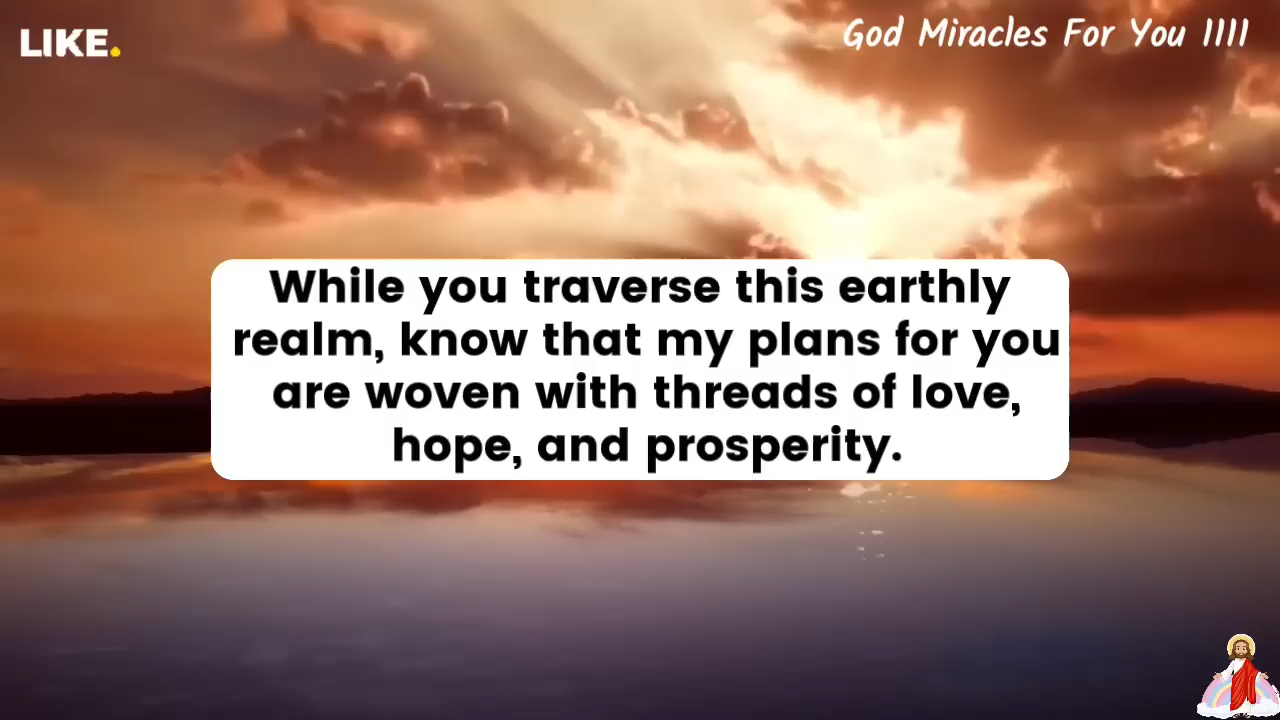 LIKE.
God Miracles For You 1111
While you traverse this earthly
realm, know that my plans for you
are woven with threads of love,
hope, and prosperity.